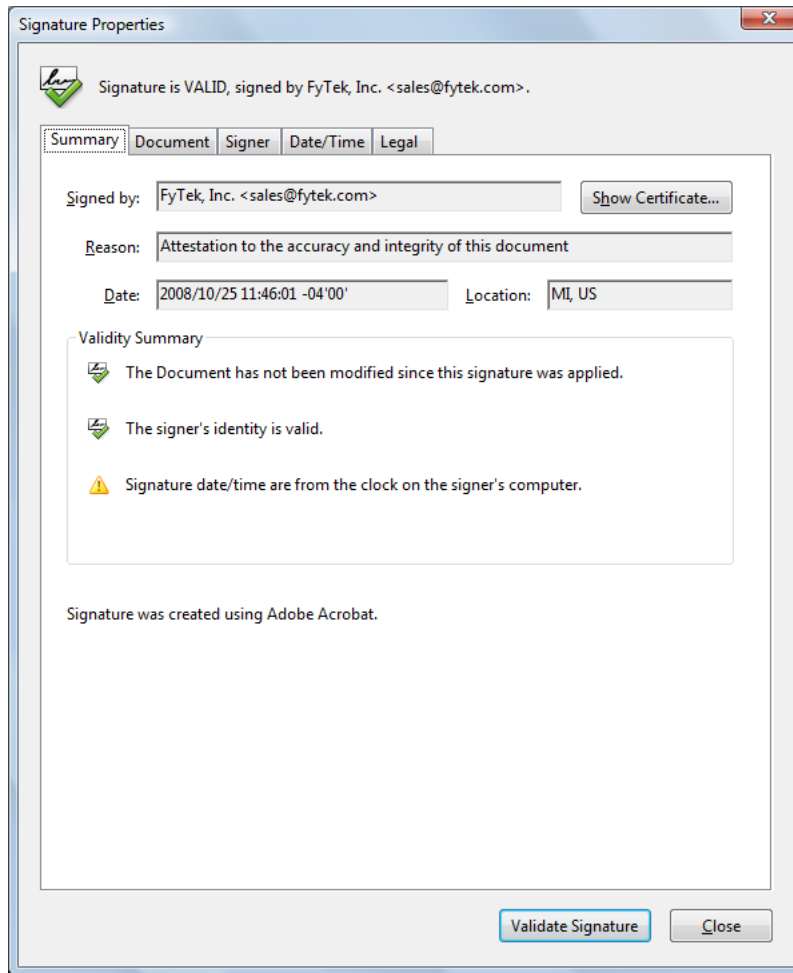 Signature Properties
Signature is VALID, signed by FyTek, Inc. <sales@fytek.com>.
Summary Document Signer Date/Time Legal
Signed by: FyTek, Inc. <sales@fytek.com> Show Certificate...
Reason: Attestation to the accuracy and integrity of this document
Date: 2008/10/25 11:46:01 -04'00' Location: MI, US
Validity Summary
The Document has not been modified since this signature was applied.
The signer's identity is valid.
Signature date/time are from the clock on the signer's computer.
Signature was created using Adobe Acrobat.
Validate Signature Close